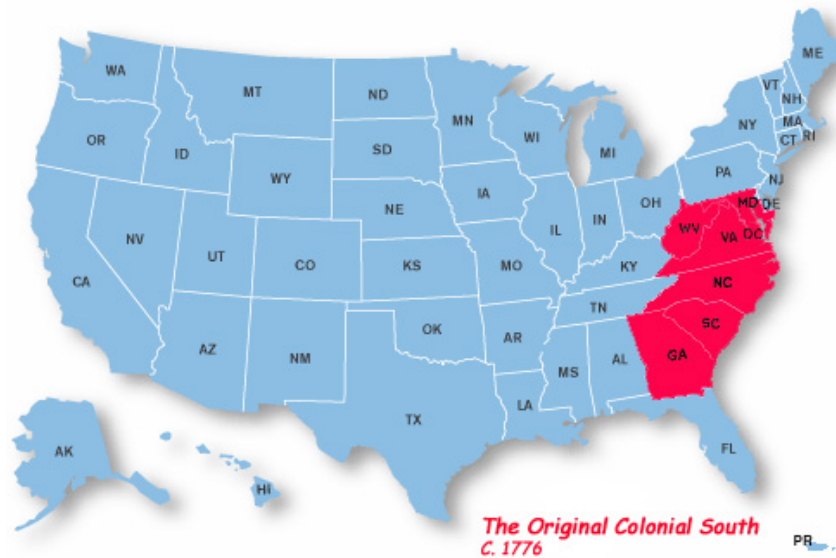 WA
MT
ND
MN
ME
VT
NH
OR
ID
SD
WI
NY
MA
CT
RI
MI
WY
PA
NJ
IA
NE
OH
MD
DE
IL
IN
WV
VA
DC
NV
UT
CO
KS
MO
KY
CA
NC
TN
SC
AZ
NM
OK
AR
GA
MS
AL
TX
LA
FL
AK
HI
The Original Colonial South
C. 1776
PR